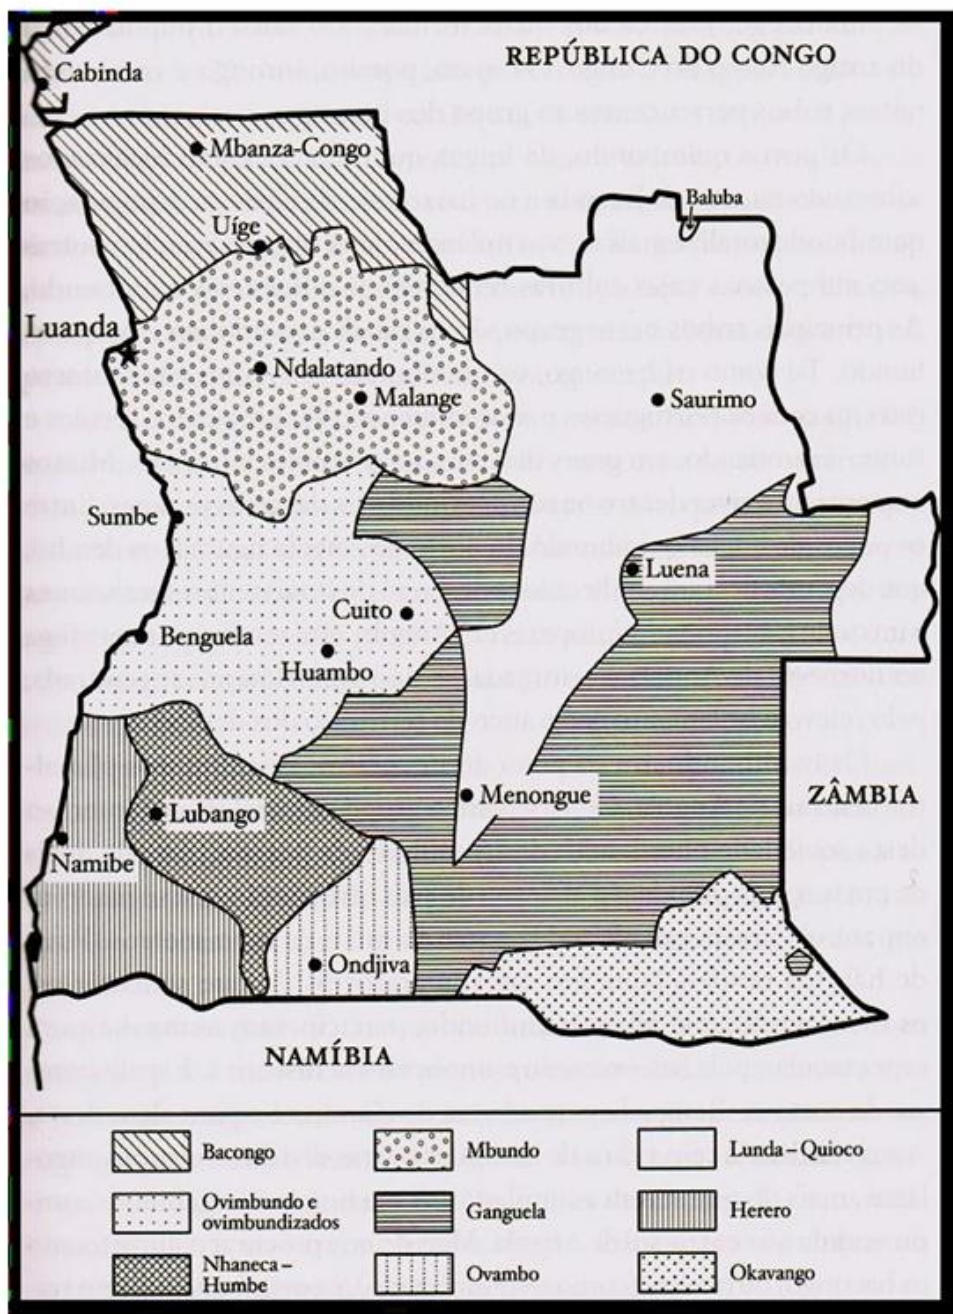 REPÚBLICA DO CONGO
Cabinda
Mbanza-Congo
Baluba
Uíge
Luanda
Ndalatando
Malange
Saurimo
Sumbe
Luena
Cuito
Benguela
Huambo
Menongue
ZÂMBIA
Lubango
Namibe
Ondjiva
NAMÍBIA
Bacongo
Mbundo
Lunda – Quioco
Ovimbundo e
ovimbundizados
Ganguela
Herero
Nhaneca –
Humbe
Ovambo
Okavango